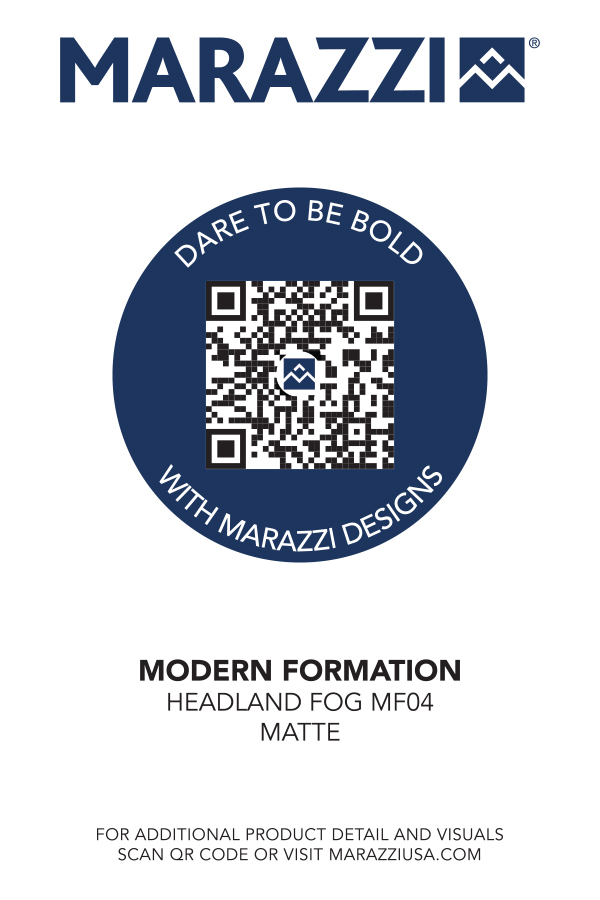 MARAZZI®
DARE TO BE BOLD
WITH MARAZZI DESIGNS
MODERN FORMATION
HEADLAND FOG MF04
MATTE
FOR ADDITIONAL PRODUCT DETAIL AND VISUALS
SCAN QR CODE OR VISIT MARAZZIUSA.COM